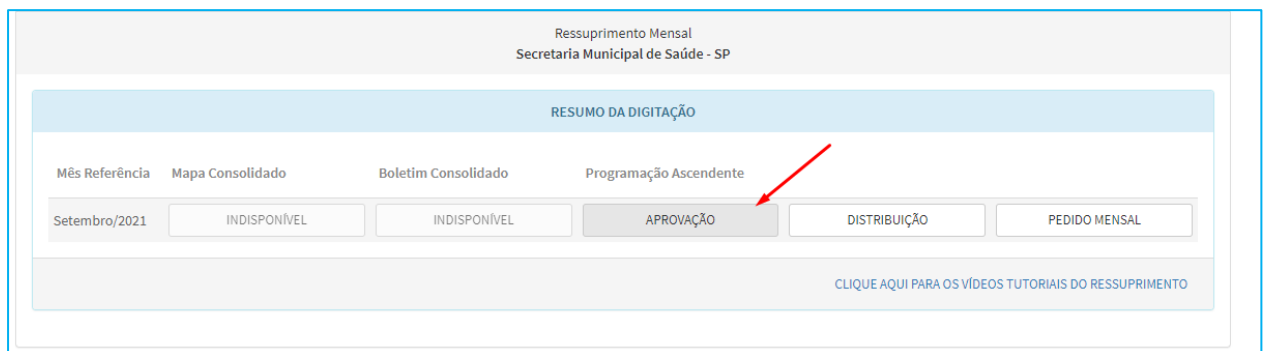 Ressuprimento Mensal
Secretaria Municipal de Saúde - SP
RESUMO DA DIGITAÇÃO
Mês Referência Mapa Consolidado Boletim Consolidado Programação Ascendente
Setembro/2021 INDISPONÍVEL INDISPONÍVEL APROVAÇÃO DISTRIBUIÇÃO PEDIDO MENSAL
CLIQUE AQUI PARA OS VÍDEOS TUTORIAIS DO RESSUPRIMENTO